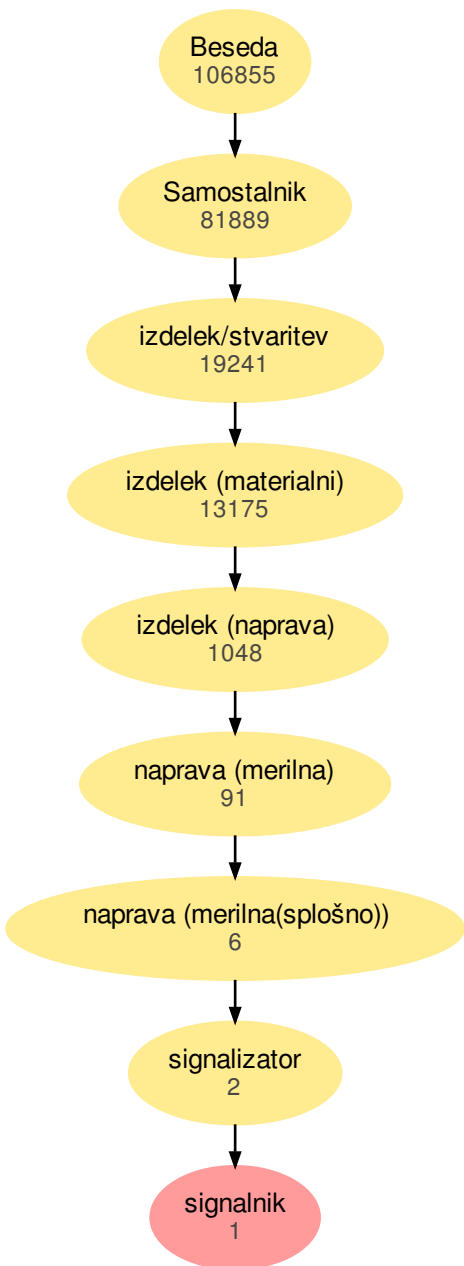 Beseda
106855
Samostalnik
81889
izdelek/stvaritev
19241
izdelek (materialni)
13175
izdelek (naprava)
1048
naprava (merilna)
91
naprava (merilna(splošno))
6
signalizator
2
signalnik
1